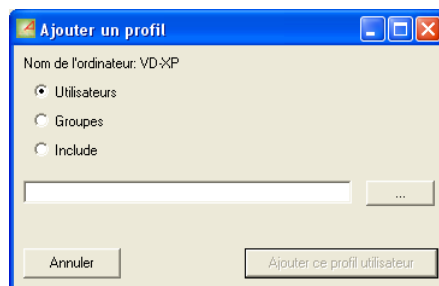 Ajouter un profil
Nom de l'ordinateur: VD-XP
Utilisateurs
Groupes
Include
...
Annuler
Ajouter ce profil utilisateur